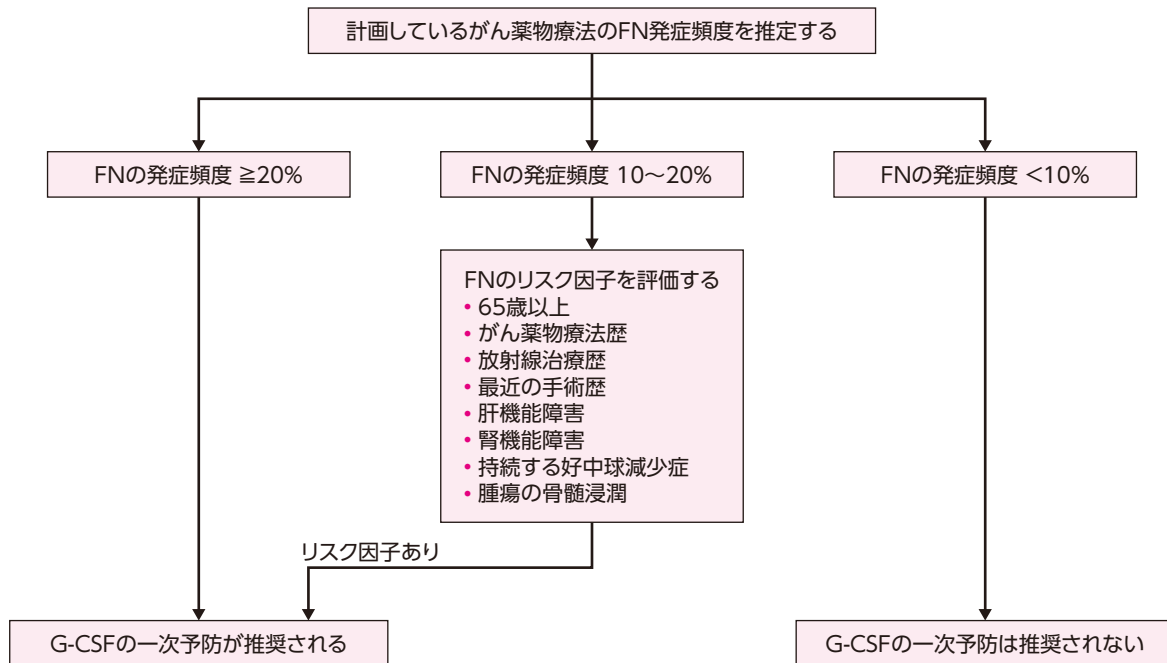 計画しているがん薬物療法のFN発症頻度を推定する
FNの発症頻度 ≧20%
FNの発症頻度 10〜20%
FNの発症頻度 <10%
FNのリスク因子を評価する
• 65歳以上
• がん薬物療法歴
• 放射線治療歴
• 最近の手術歴
• 肝機能障害
• 腎機能障害
• 持続する好中球減少症
• 腫瘍の骨髄浸潤
リスク因子あり
G-CSFの一次予防が推奨される
G-CSFの一次予防は推奨されない